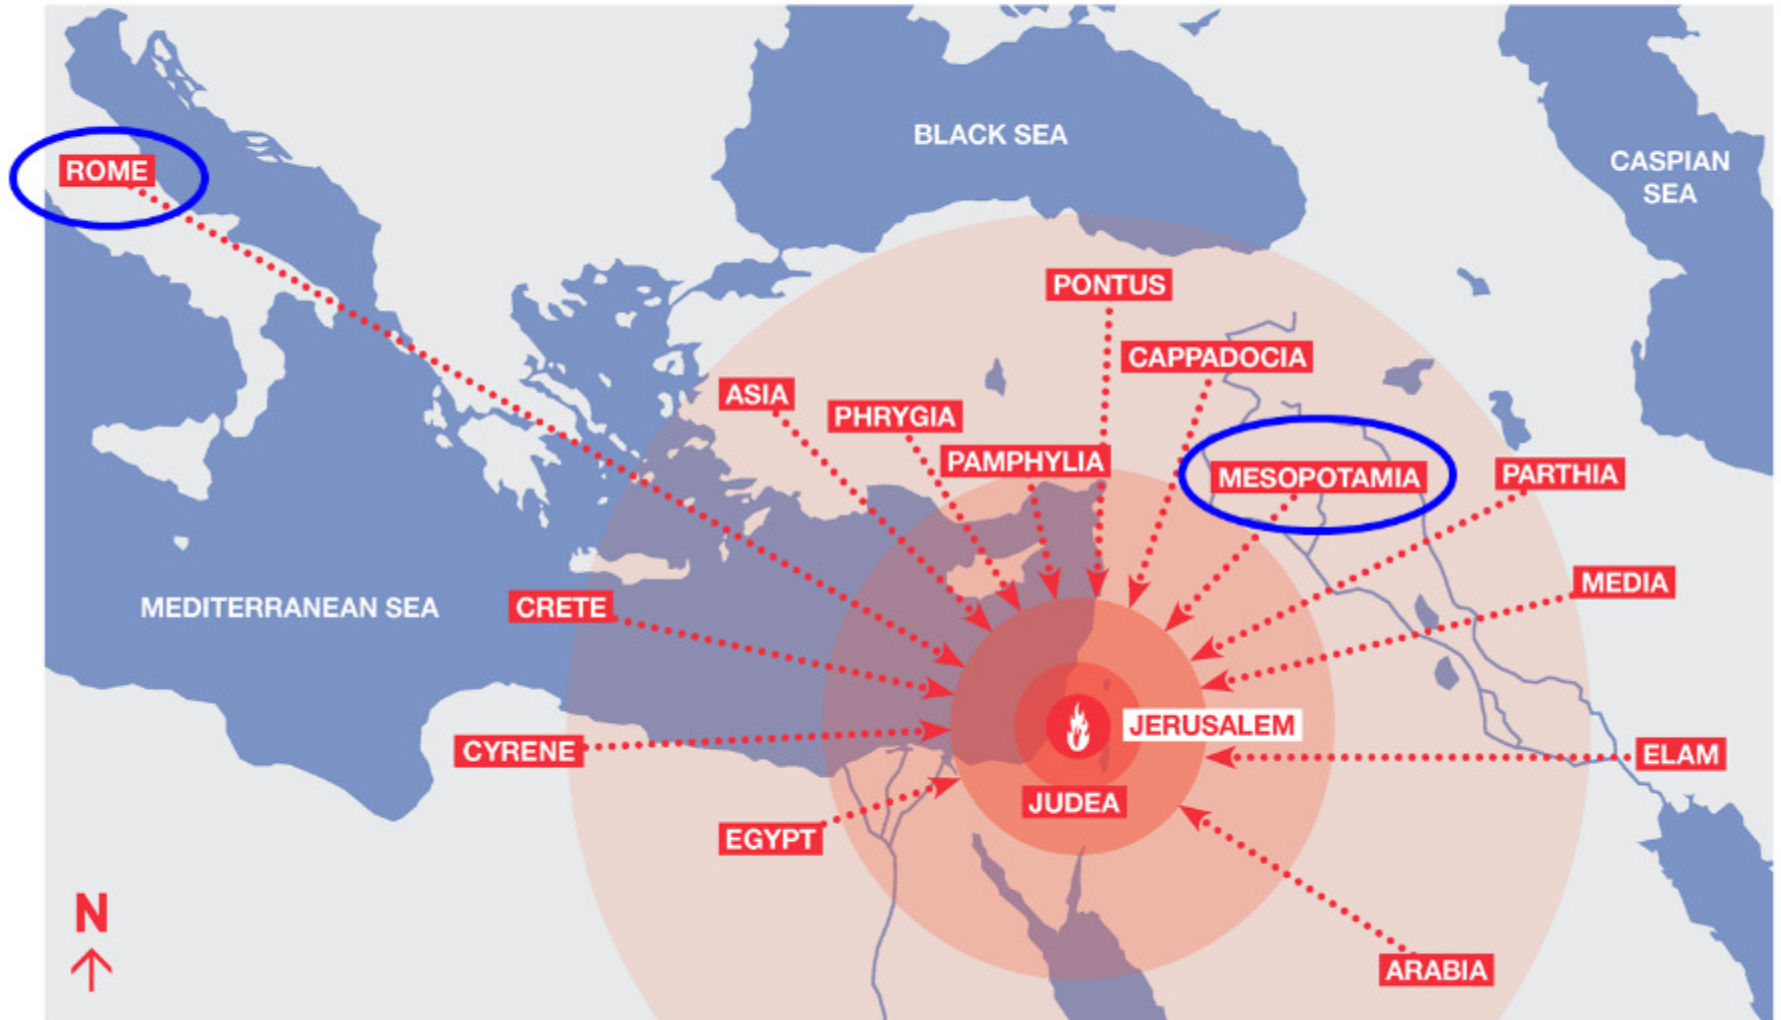 BLACK SEA
CASPIAN
SEA
ROME
PONTUS
CAPPADOCIA
ASIA
PHRYGIA
PAMPHYLIA
MESOPOTAMIA
PARTHIA
MEDIA
MEDITERRANEAN SEA
CRETE
JERUSALEM
CYRENE
ELAM
JUDEA
EGYPT
N
ARABIA